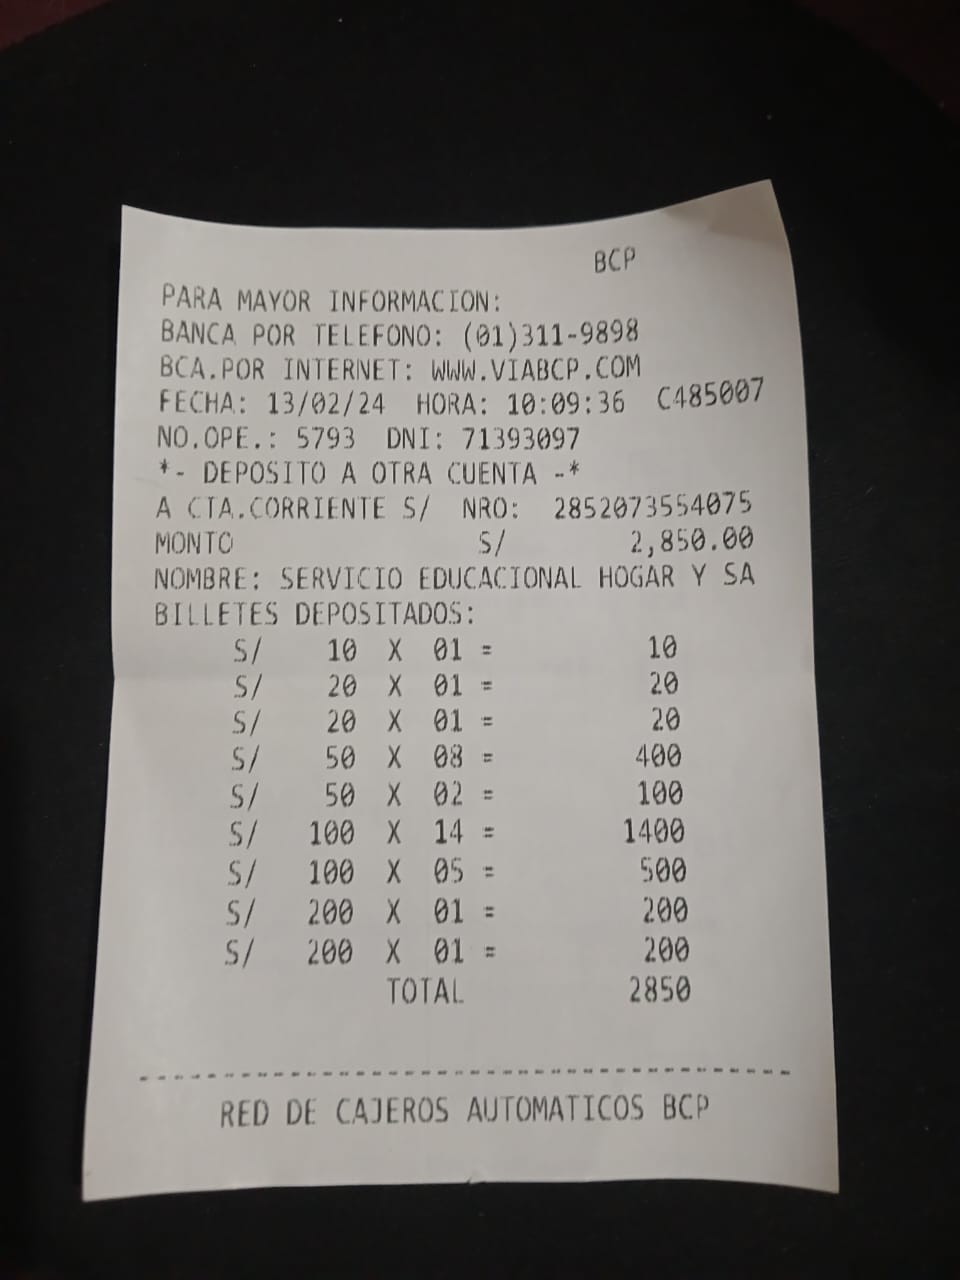 BCP
PARA MAYOR INFORMACION:
BANCA POR TELEFONO: (01)311-9898
BCA.POR INTERNET: WWW.VIABCP.COM
FECHA: 13/02/24 HORA: 10:09:36 C485007
NO.OPE.: 5793 DNI: 71393097
*- DEPOSITO A OTRA CUENTA -*
A CTA.CORRIENTE S/ NRO: 2852073554075
MONTO S/ 2,850.00
NOMBRE: SERVICIO EDUCACIONAL HOGAR Y SA
BILLETES DEPOSITADOS:
S/ 10 X 01 = 10
S/ 20 X 01 = 20
S/ 20 X 01 = 20
S/ 50 X 08 = 400
S/ 50 X 02 = 100
S/ 100 X 14 = 1400
S/ 100 X 05 = 500
S/ 200 X 01 = 200
S/ 200 X 01 = 200
TOTAL 2850
--------------------------------------
RED DE CAJEROS AUTOMATICOS BCP